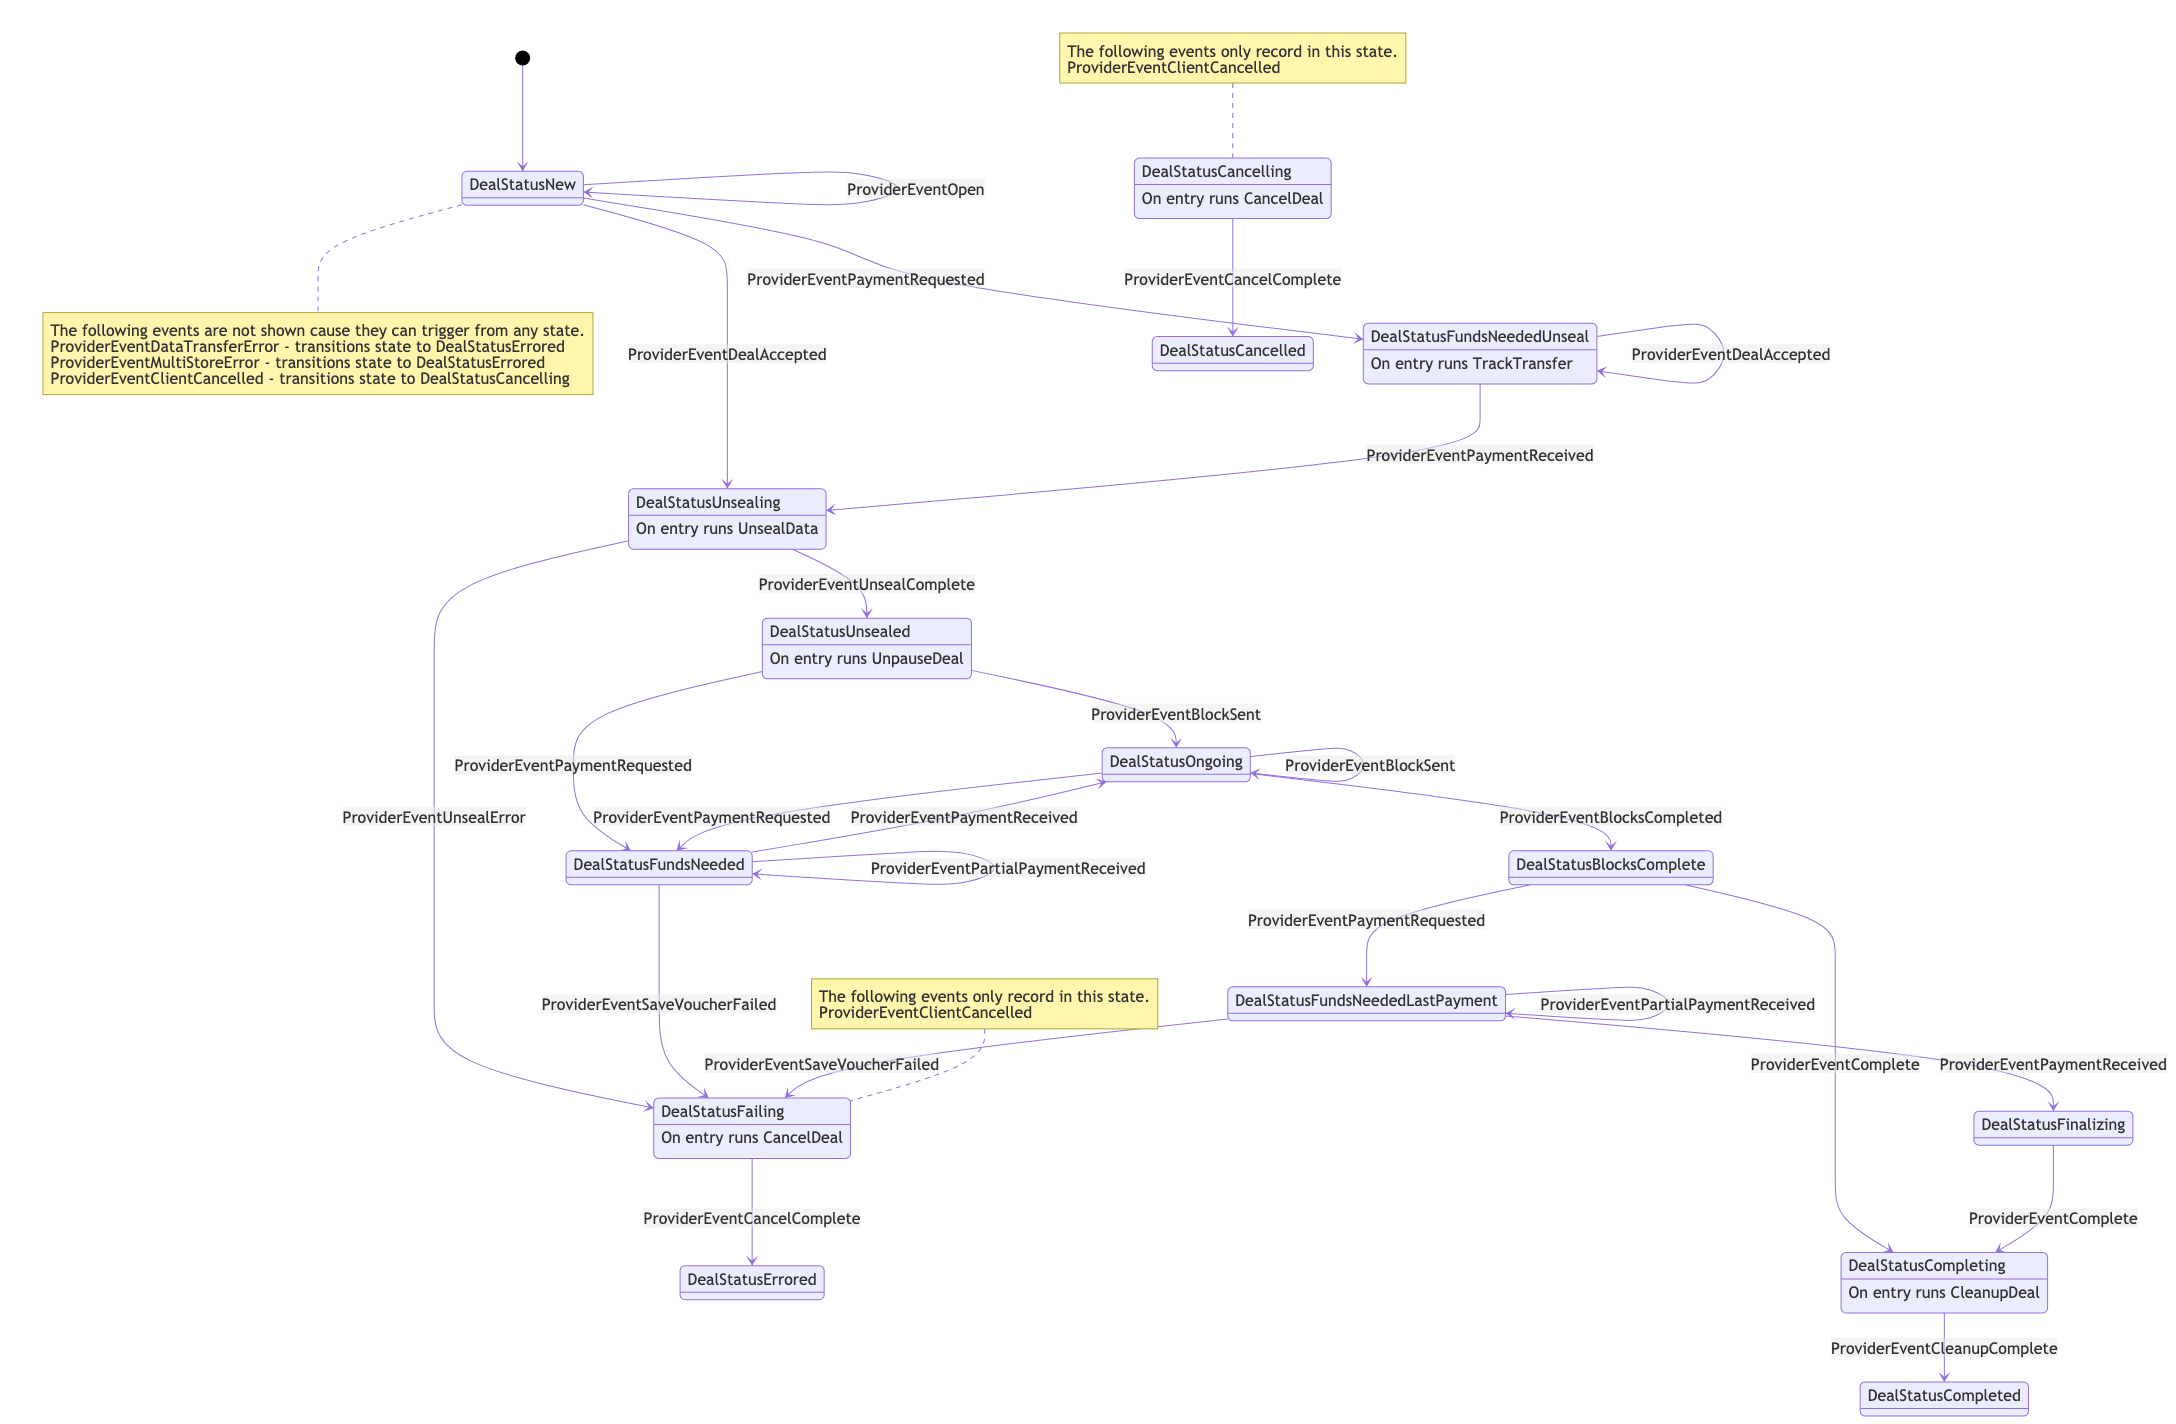 The following events only record in this state.
ProviderEventClientCancelled
DealStatusNew
ProviderEventOpen
DealStatusCancelling
On entry runs CancelDeal
ProviderEventPaymentRequested
ProviderEventCancelComplete
The following events are not shown cause they can trigger from any state.
ProviderEventDataTransferError - transitions state to DealStatusErrored
ProviderEventMultiStoreError - transitions state to DealStatusErrored
ProviderEventClientCancelled - transitions state to DealStatusCancelling
ProviderEventDealAccepted
DealStatusCancelled
DealStatusFundsNeededUnseal
On entry runs TrackTransfer
ProviderEventDealAccepted
ProviderEventPaymentReceived
DealStatusUnsealing
On entry runs UnsealData
ProviderEventUnsealComplete
DealStatusUnsealed
On entry runs UnpauseDeal
ProviderEventBlockSent
ProviderEventPaymentRequested
DealStatusOngoing
ProviderEventBlockSent
ProviderEventUnsealError
ProviderEventPaymentRequested
ProviderEventPaymentReceived
ProviderEventBlocksCompleted
DealStatusFundsNeeded
ProviderEventPartialPaymentReceived
DealStatusBlocksComplete
ProviderEventPaymentRequested
ProviderEventSaveVoucherFailed
The following events only record in this state.
ProviderEventClientCancelled
DealStatusFundsNeededLastPayment
ProviderEventPartialPaymentReceived
ProviderEventSaveVoucherFailed
ProviderEventComplete
ProviderEventPaymentReceived
DealStatusFailing
On entry runs CancelDeal
DealStatusFinalizing
ProviderEventCancelComplete
ProviderEventComplete
DealStatusErrored
DealStatusCompleting
On entry runs CleanupDeal
ProviderEventCleanupComplete
DealStatusCompleted